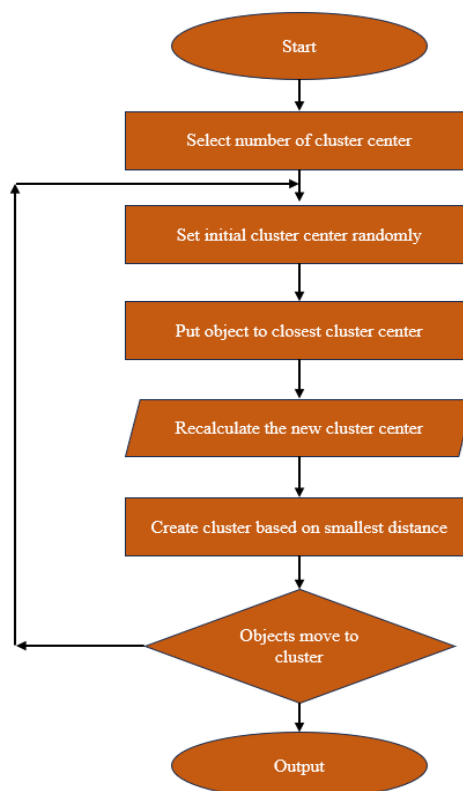 Start
Select number of cluster center
Set initial cluster center randomly
Put object to closest cluster center
Recalculate the new cluster center
Create cluster based on smallest distance
Objects move to
cluster
Output